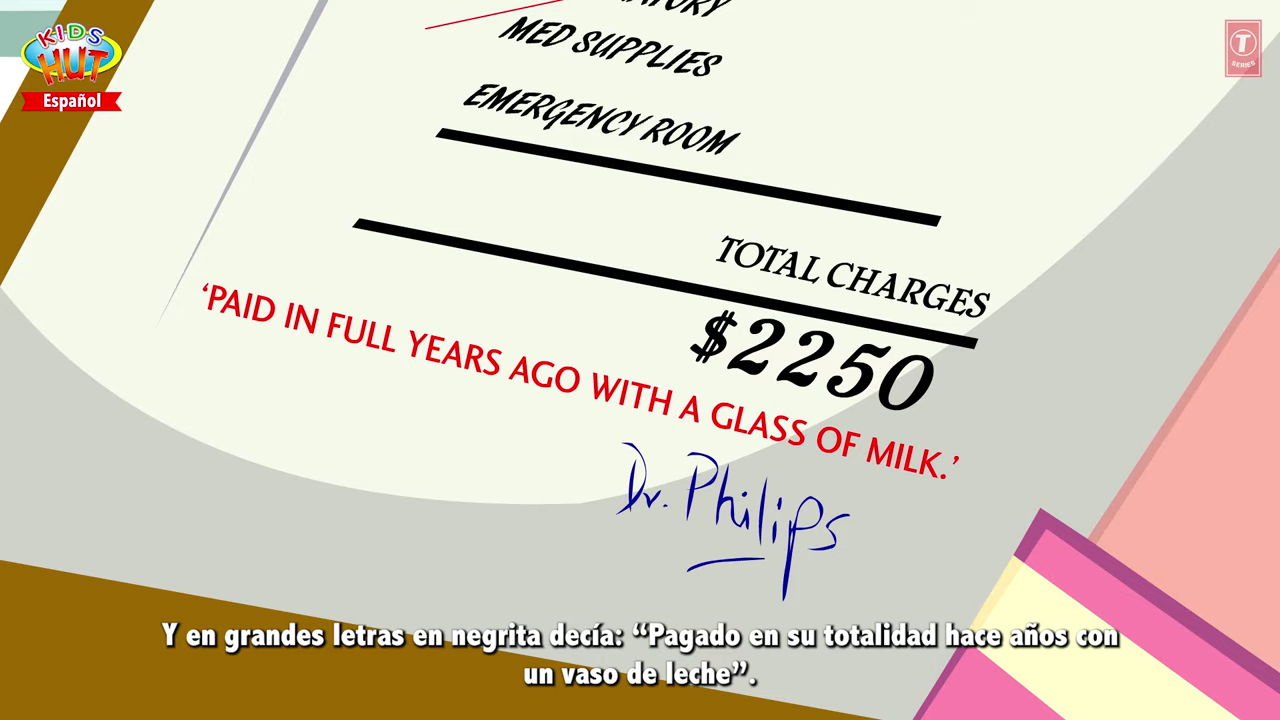 KIDS
HUT
Español
T
SERIES
MED SUPPLIES
EMERGENCY ROOM
TOTAL CHARGES
$2250
‘PAID IN FULL YEARS AGO WITH A GLASS OF MILK.’
Dr. Philips
Y en grandes letras en negrita decía: “Pagado en su totalidad hace años con
un vaso de leche”.